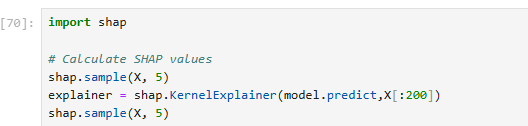 [70]: import shap
# Calculate SHAP values
shap.sample(X, 5)
explainer = shap.KernelExplainer(model.predict,X[:200])
shap.sample(X, 5)